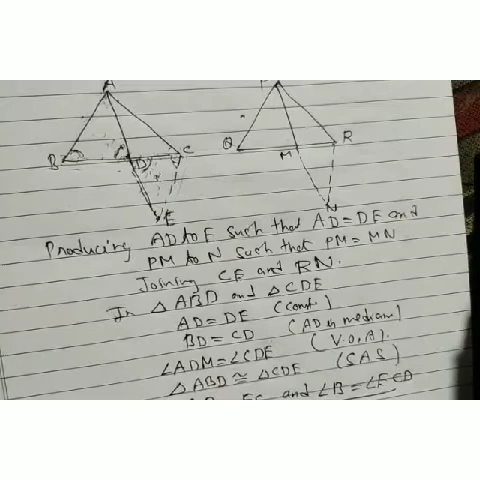 A
B D C
E
Q M R
N
Producing AD to E such that AD = DE and
PM to N such that PM = MN
Joining CE and RN.
In △ ABD and △ CDE
AD = DE (Const.)
BD = CD (AD is median)
∠ADM = ∠CDE (V.O.A).
△ ABD ≅ △ CDE (SAS)
and ∠B = ∠ECD